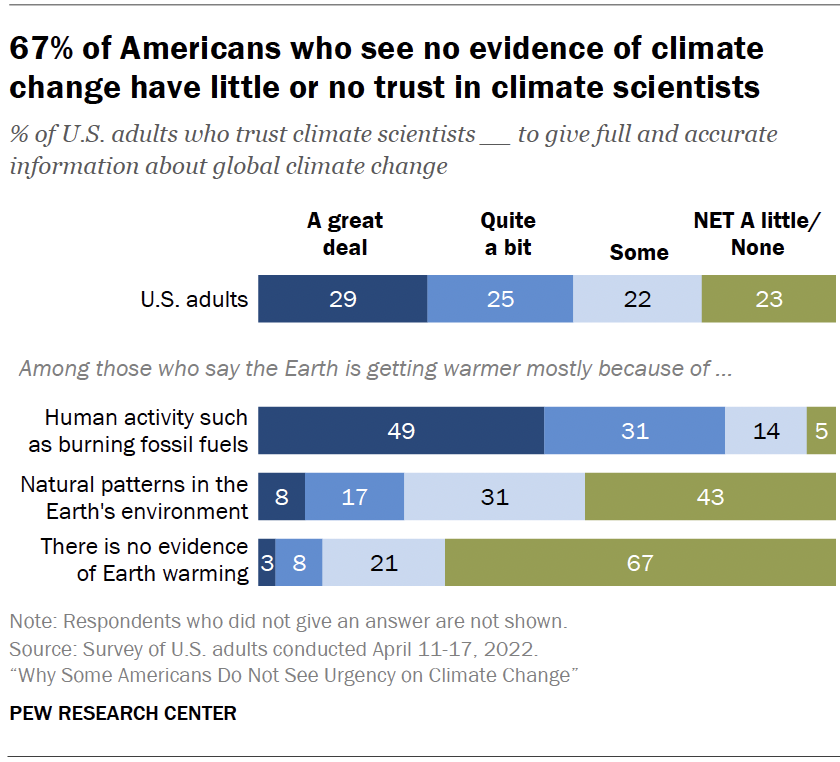 67% of Americans who see no evidence of climate
change have little or no trust in climate scientists
% of U.S. adults who trust climate scientists __ to give full and accurate
information about global climate change
A great deal
Quite a bit
Some
NET A little/ None
U.S. adults 29 25 22 23
Among those who say the Earth is getting warmer mostly because of ...
Human activity such
as burning fossil fuels 49 31 14 5
Natural patterns in the
Earth's environment 8 17 31 43
There is no evidence
of Earth warming 3 8 21 67
Note: Respondents who did not give an answer are not shown.
Source: Survey of U.S. adults conducted April 11-17, 2022.
“Why Some Americans Do Not See Urgency on Climate Change”
PEW RESEARCH CENTER